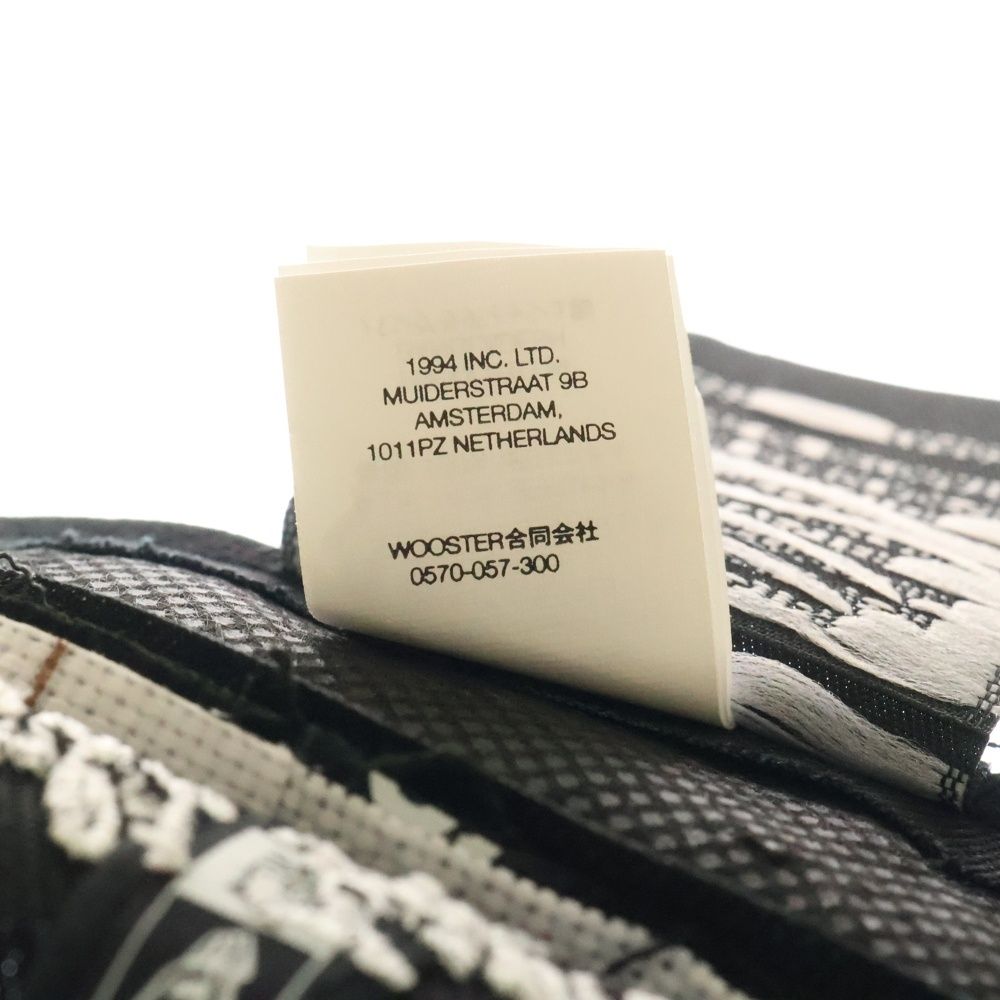 1994 INC. LTD.
MUIDERSTRAAT 9B
AMSTERDAM,
1011PZ NETHERLANDS
WOOSTER合同会社
0570-057-300